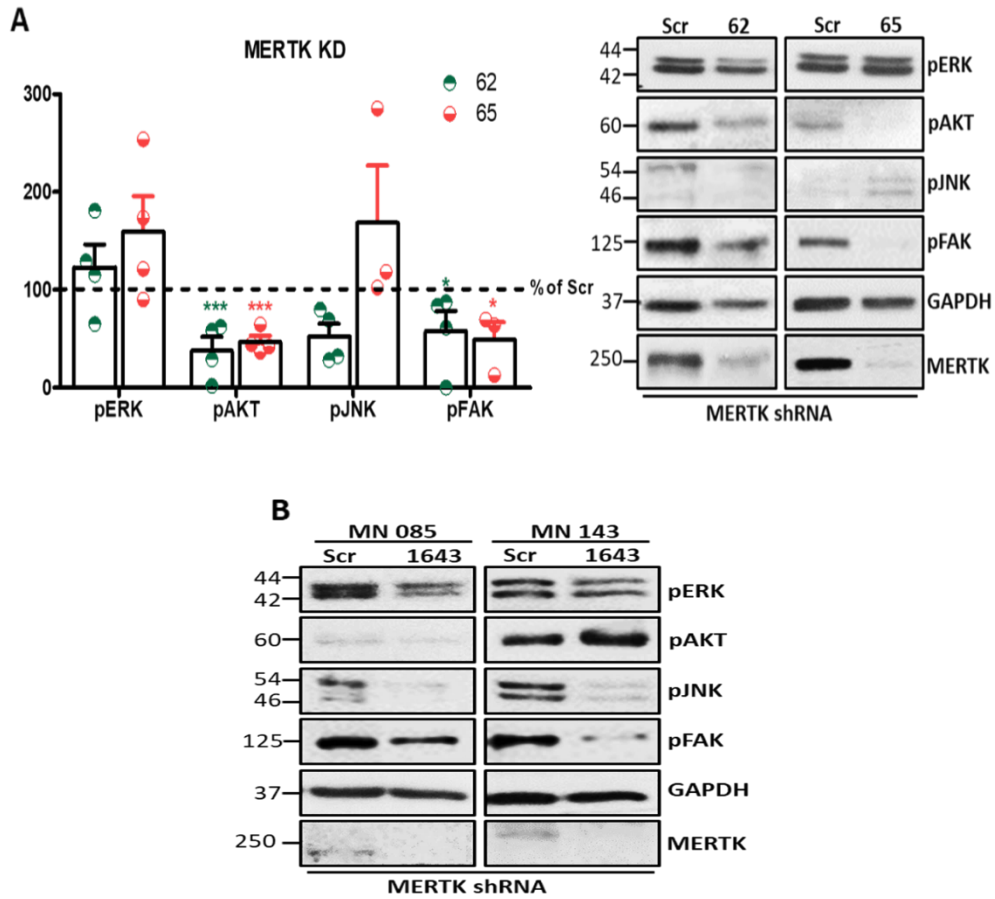 A
MERTK KD
62
65
300
200
100
0
% of Scr
*** *** * *
pERK pAKT pJNK pFAK
Scr 62 Scr 65
44
42
pERK
60
pAKT
54
46
pJNK
125
pFAK
37
GAPDH
250
MERTK
MERTK shRNA
B
MN 085 MN 143
Scr 1643 Scr 1643
44
42
pERK
60
pAKT
54
46
pJNK
125
pFAK
37
GAPDH
250
MERTK
MERTK shRNA